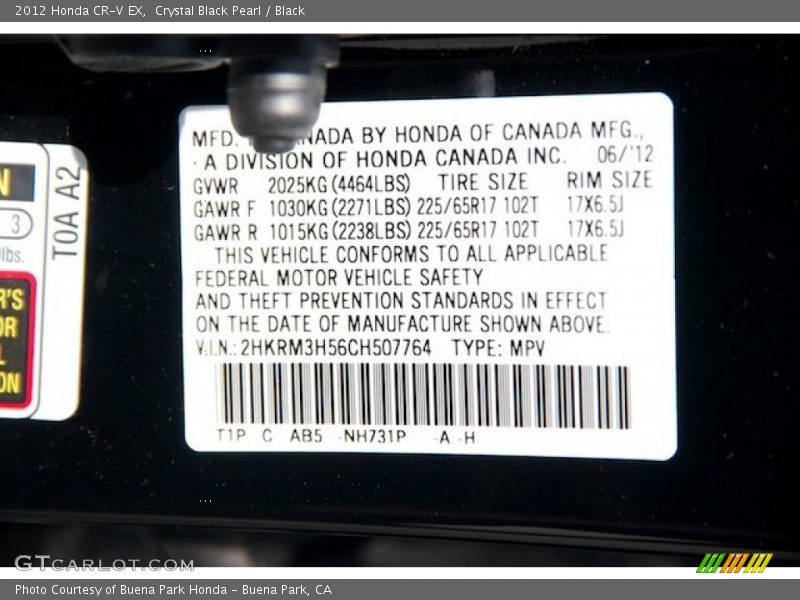 2012 Honda CR-V EX, Crystal Black Pearl / Black
MFD. CANADA BY HONDA OF CANADA MFG.,
A DIVISION OF HONDA CANADA INC. 06/'12
GVWR 2025KG (4464LBS) TIRE SIZE RIM SIZE
GAWR F 1030KG (2271LBS) 225/65R17 102T 17X6.5J
GAWR R 1015KG (2238LBS) 225/65R17 102T 17X6.5J
THIS VEHICLE CONFORMS TO ALL APPLICABLE
FEDERAL MOTOR VEHICLE SAFETY
AND THEFT PREVENTION STANDARDS IN EFFECT
ON THE DATE OF MANUFACTURE SHOWN ABOVE.
V.I.N.: 2HKRM3H56CH507764 TYPE: MPV
T1P C AB5 -NH731P -A -H
T0A A2
3
lbs.
GTCARLOT.COM
Photo Courtesy of Buena Park Honda - Buena Park, CA